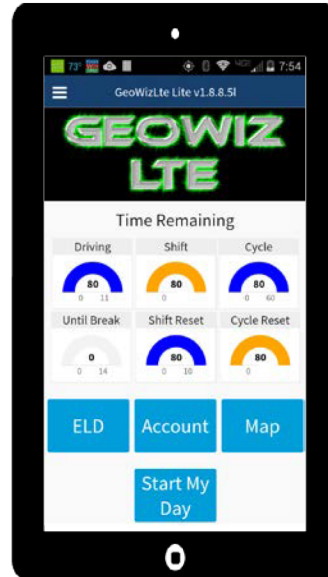 73°
7:54
GeoWizLte Lite v1.8.8.5l
GEOWIZ
LTE
Time Remaining
Driving Shift Cycle
80 80 80
0 11 0 0 60
Until Break Shift Reset Cycle Reset
0 80 80
0 14 0 10 0
ELD Account Map
Start My
Day